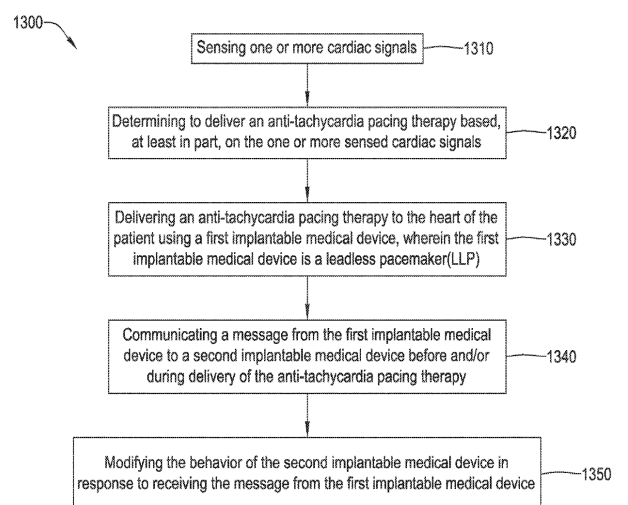 1300
Sensing one or more cardiac signals
1310
Determining to deliver an anti-tachycardia pacing therapy based,
at least in part, on the one or more sensed cardiac signals
1320
Delivering an anti-tachycardia pacing therapy to the heart of the
patient using a first implantable medical device, wherein the first
implantable medical device is a leadless pacemaker(LLP)
1330
Communicating a message from the first implantable medical
device to a second implantable medical device before and/or
during delivery of the anti-tachycardia pacing therapy
1340
Modifying the behavior of the second implantable medical device in
response to receiving the message from the first implantable medical device
1350